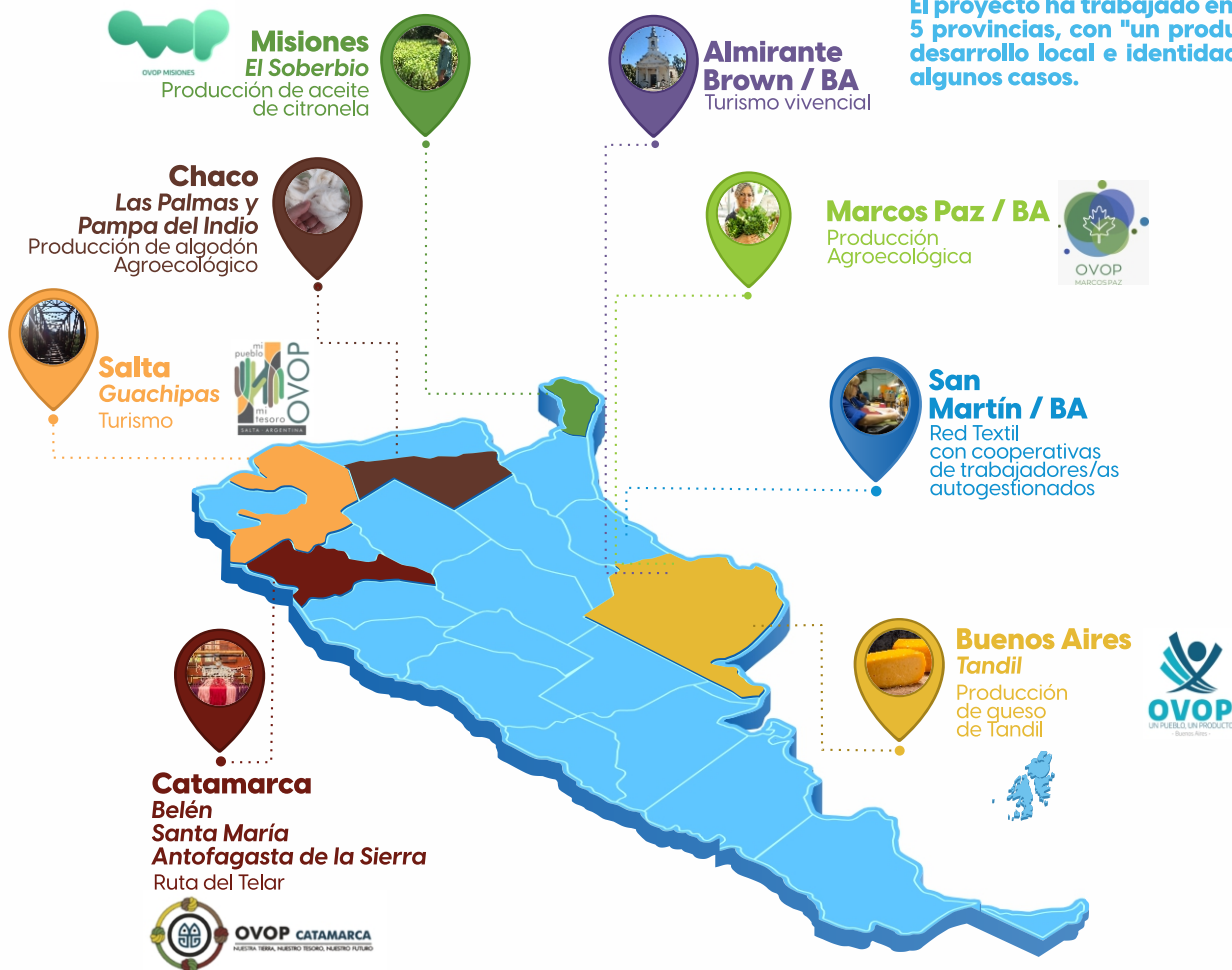 El proyecto ha trabajado en
5 provincias, con "un produ
desarrollo local e identidad
algunos casos.
OVOP
OVOP MISIONES
Misiones
El Soberbio
Producción de aceite
de citronela
Almirante
Brown / BA
Turismo vivencial
Chaco
Las Palmas y
Pampa del Indio
Producción de algodón
Agroecológico
Marcos Paz / BA
Producción
Agroecológica
OVOP
MARCOS PAZ
Salta
Guachipas
Turismo
mi
pueblo
mi
tesoro
OVOP
SALTA - ARGENTINA
San
Martín / BA
Red Textil
con cooperativas
de trabajadores/as
autogestionados
Buenos Aires
Tandil
Producción
de queso
de Tandil
OVOP
UN PUEBLO, UN PRODUCTO
- Buenos Aires -
Catamarca
Belén
Santa María
Antofagasta de la Sierra
Ruta del Telar
OVOP CATAMARCA
NUESTRA TIERRA, NUESTRO TESORO, NUESTRO FUTURO